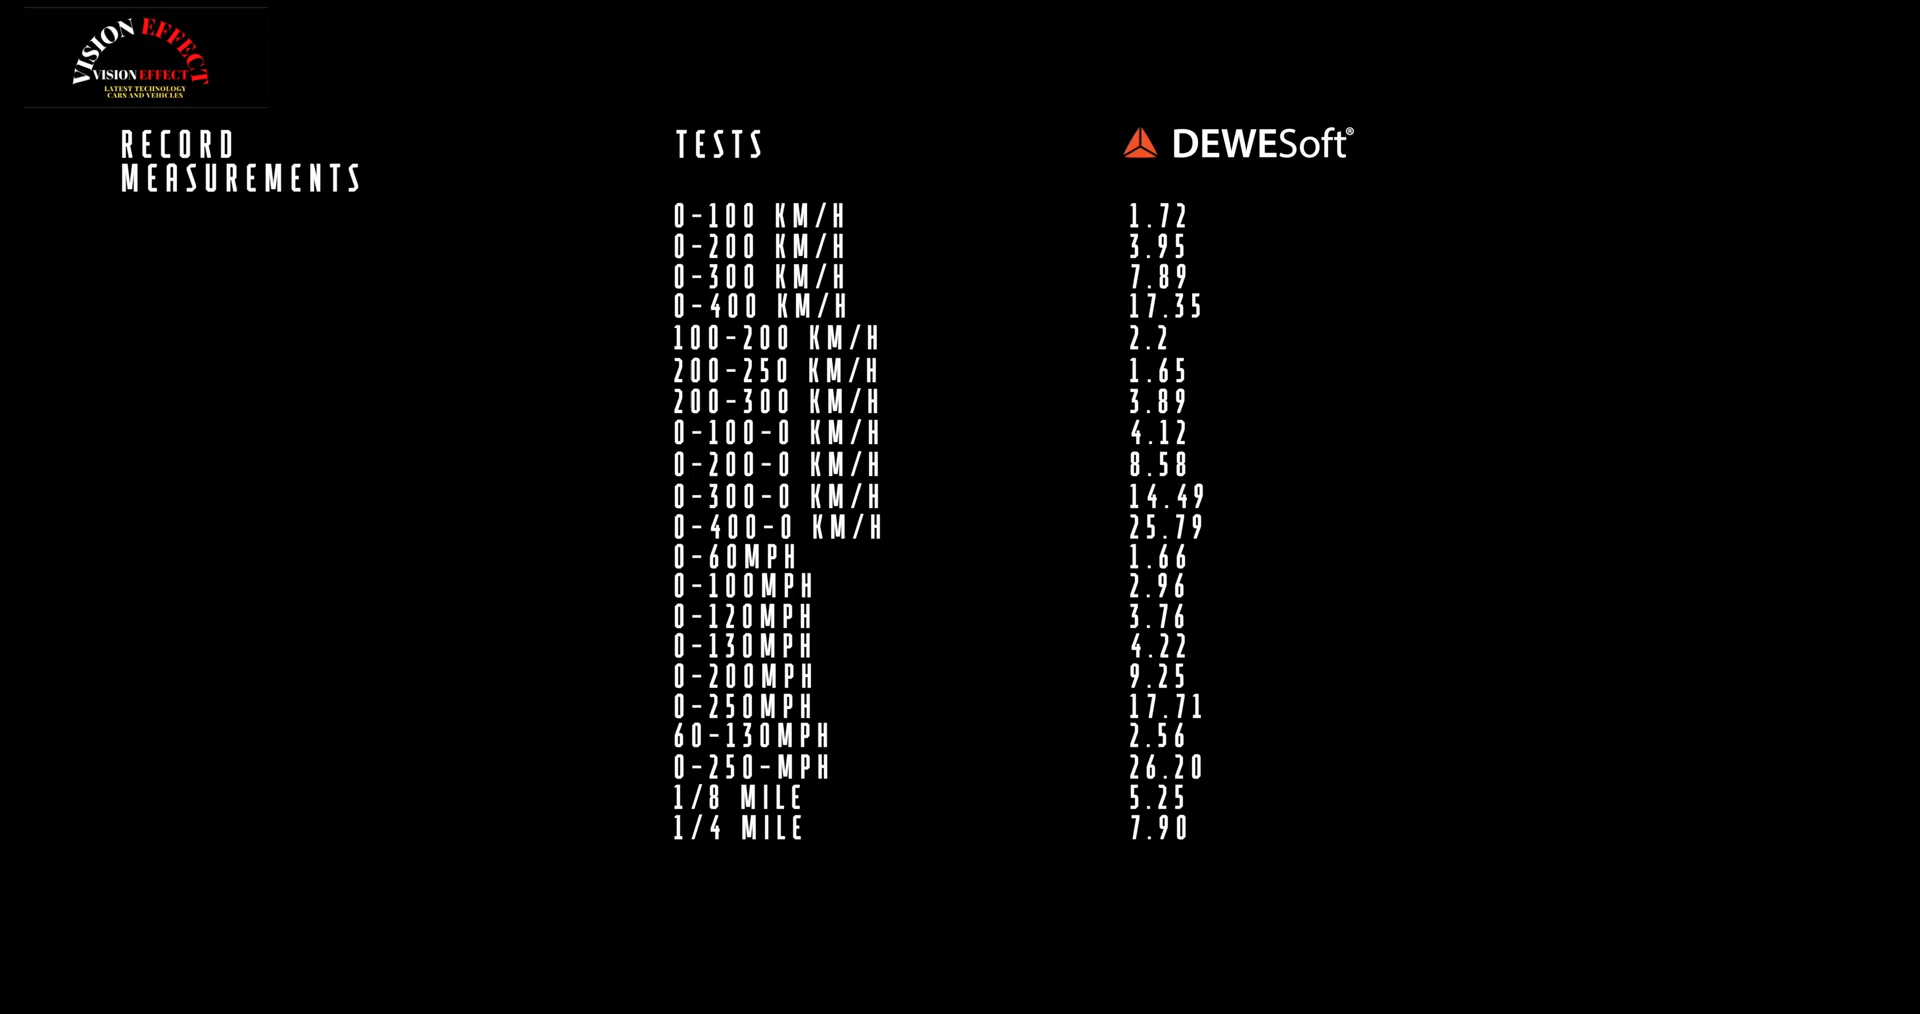 VISION EFFECT
VISION EFFECT
LATEST TECHNOLOGY
CARS AND VEHICLES
RECORD
MEASUREMENTS
TESTS DEWESoft®
0-100 KM/H 1.72
0-200 KM/H 3.95
0-300 KM/H 7.89
0-400 KM/H 17.35
100-200 KM/H 2.2
200-250 KM/H 1.65
200-300 KM/H 3.89
0-100-0 KM/H 4.12
0-200-0 KM/H 8.58
0-300-0 KM/H 14.49
0-400-0 KM/H 25.79
0-60MPH 1.66
0-100MPH 2.96
0-120MPH 3.76
0-130MPH 4.22
0-200MPH 9.25
0-250MPH 17.71
60-130MPH 2.56
0-250-MPH 26.20
1/8 MILE 5.25
1/4 MILE 7.90